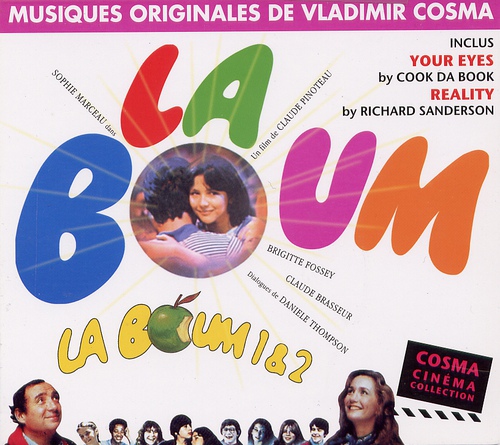 MUSIQUES ORIGINALES DE VLADIMIR COSMA
INCLUS
YOUR EYES
by COOK DA BOOK
REALITY
by RICHARD SANDERSON
SOPHIE MARCEAU dans
LA
Un film de CLAUDE PINOTEAU
BOUM
BRIGITTE FOSSEY
CLAUDE BRASSEUR
Dialogues de DANIELE THOMPSON
LA BOUM 1 & 2
COSMA
CINÉMA
COLLECTION